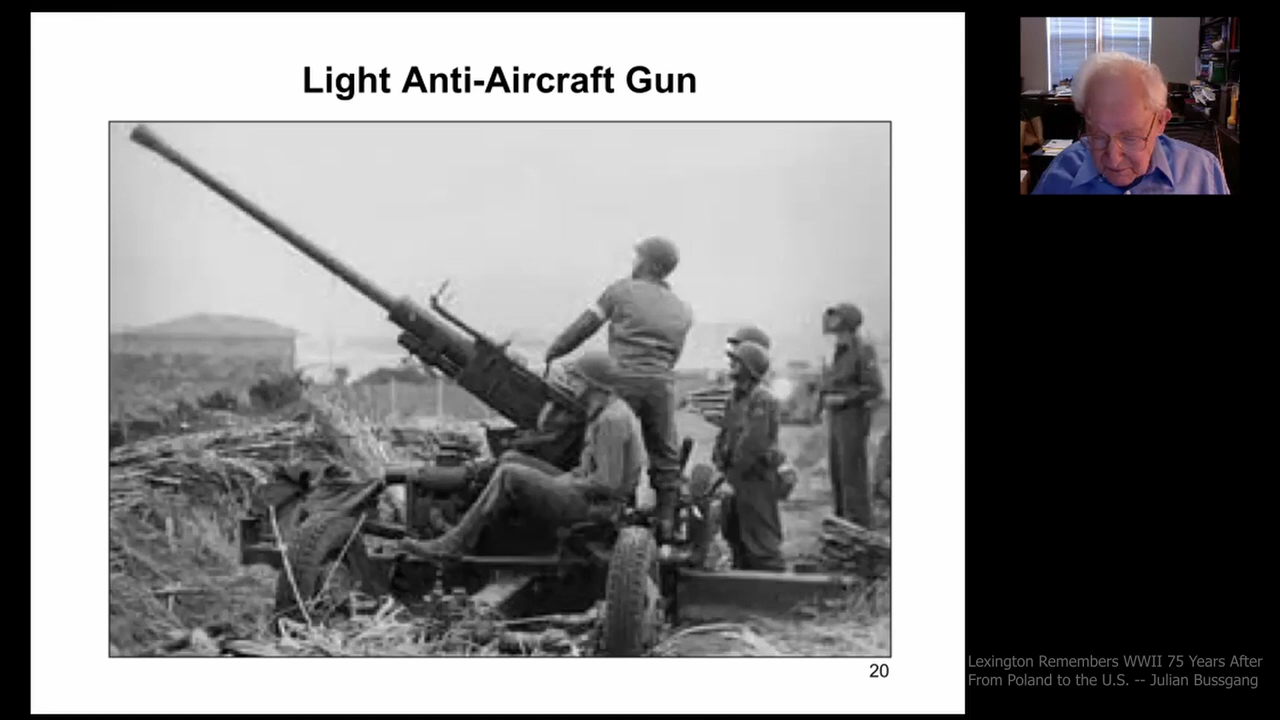 Light Anti-Aircraft Gun
20
Lexington Remembers WWII 75 Years After
From Poland to the U.S. -- Julian Bussgang